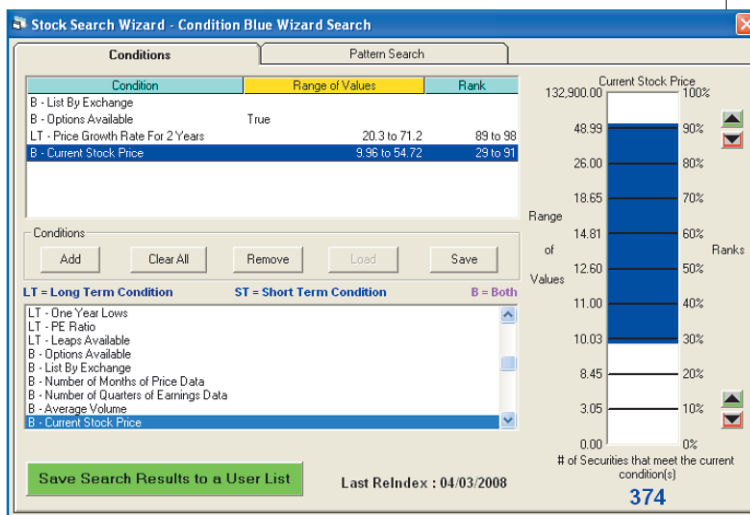 Stock Search Wizard - Condition Blue Wizard Search
Conditions
Pattern Search
Condition Range of Values Rank
B - List By Exchange
B - Options Available True
LT - Price Growth Rate For 2 Years 20.3 to 71.2 89 to 98
B - Current Stock Price 9.96 to 54.72 29 to 91
Conditions
Add Clear All Remove Load Save
LT = Long Term Condition ST = Short Term Condition B = Both
LT - One Year Lows
LT - PE Ratio
LT - Leaps Available
B - Options Available
B - List By Exchange
B - Number of Months of Price Data
B - Number of Quarters of Earnings Data
B - Average Volume
B - Current Stock Price
Save Search Results to a User List
Last ReIndex : 04/03/2008
Current Stock Price
132,900.00 100%
48.99 90%
26.00 80%
18.65 70%
Range
14.81 60%
of
Ranks
12.60 50%
Values
11.00 40%
10.03 30%
8.45 20%
3.05 10%
0.00 0%
# of Securities that meet the current
condition(s)
374